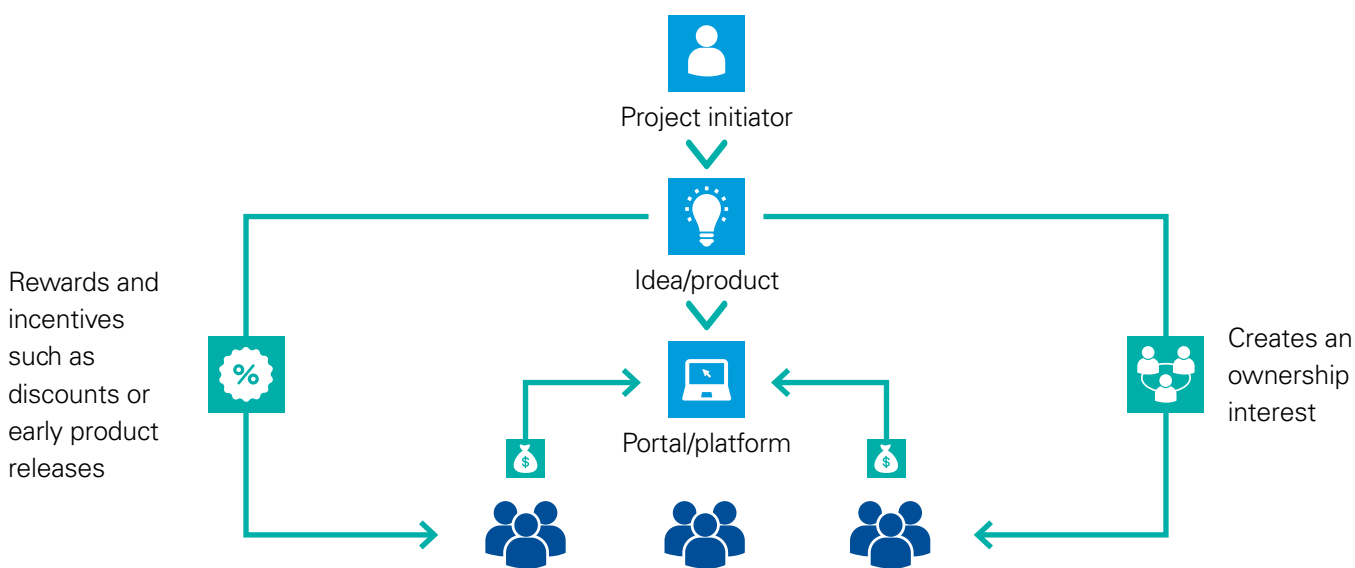 Project initiator
Idea/product
Rewards and
incentives
such as
discounts or
early product
releases
%
Creates an
ownership
interest
Portal/platform
$
$